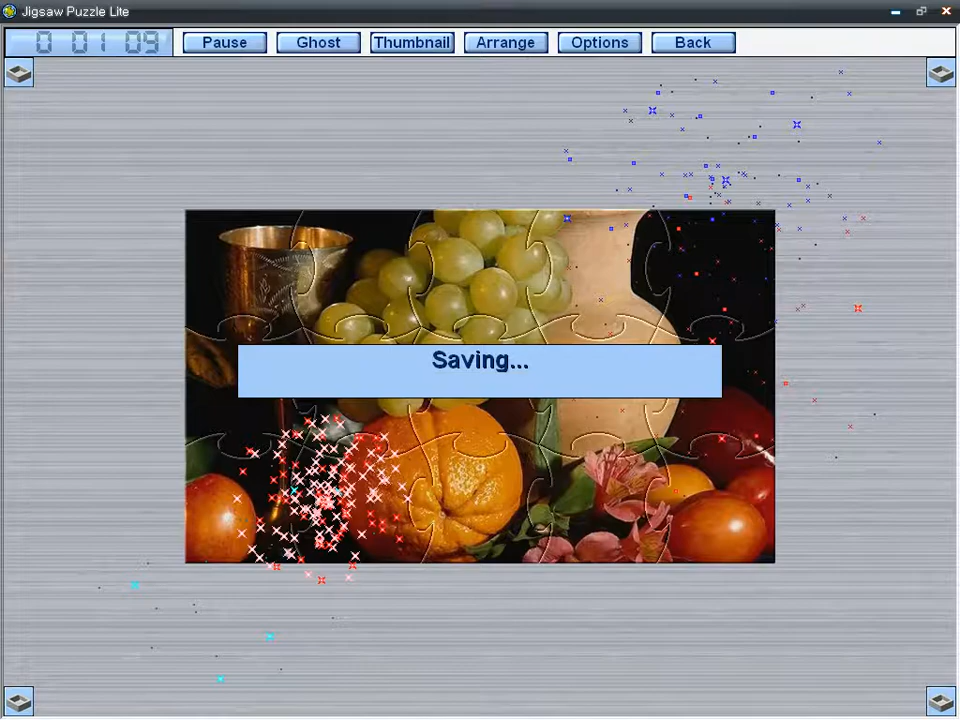 Jigsaw Puzzle Lite
0 01 09
Pause
Ghost
Thumbnail
Arrange
Options
Back
Saving...